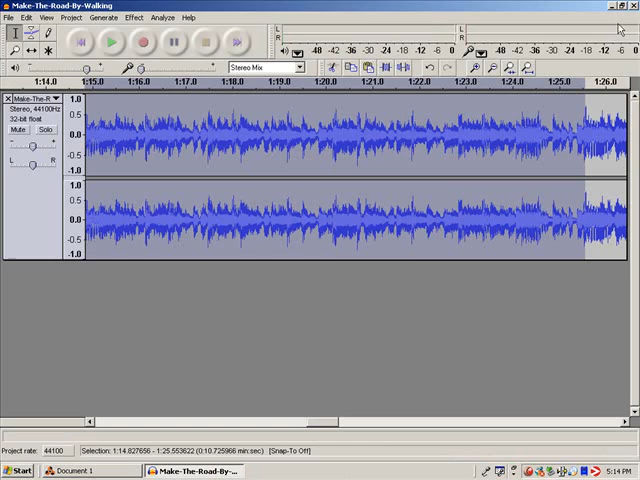 Make-The-Road-By-Walking
File Edit View Project Generate Effect Analyze Help
L
R
-48 -36 -30 -24 -18 -12 -6 0
L
R
-48 -36 -30 -24 -18 -12 -6 0
Stereo Mix
1:14.0 1:15.0 1:16.0 1:17.0 1:18.0 1:19.0 1:20.0 1:21.0 1:22.0 1:23.0 1:24.0 1:25.0 1:26.0
Make-The-R
Stereo, 44100Hz
32-bit float
Mute Solo
- +
L R
1.0
0.5
0.0
-0.5
-1.0
1.0
0.5
0.0
-0.5
-1.0
Project rate: 44100 Selection: 1:14.827656 - 1:25.553622 (0:10.725966 min:sec) [Snap-To Off]
Start Document 1 Make-The-Road-By-... 5:14 PM